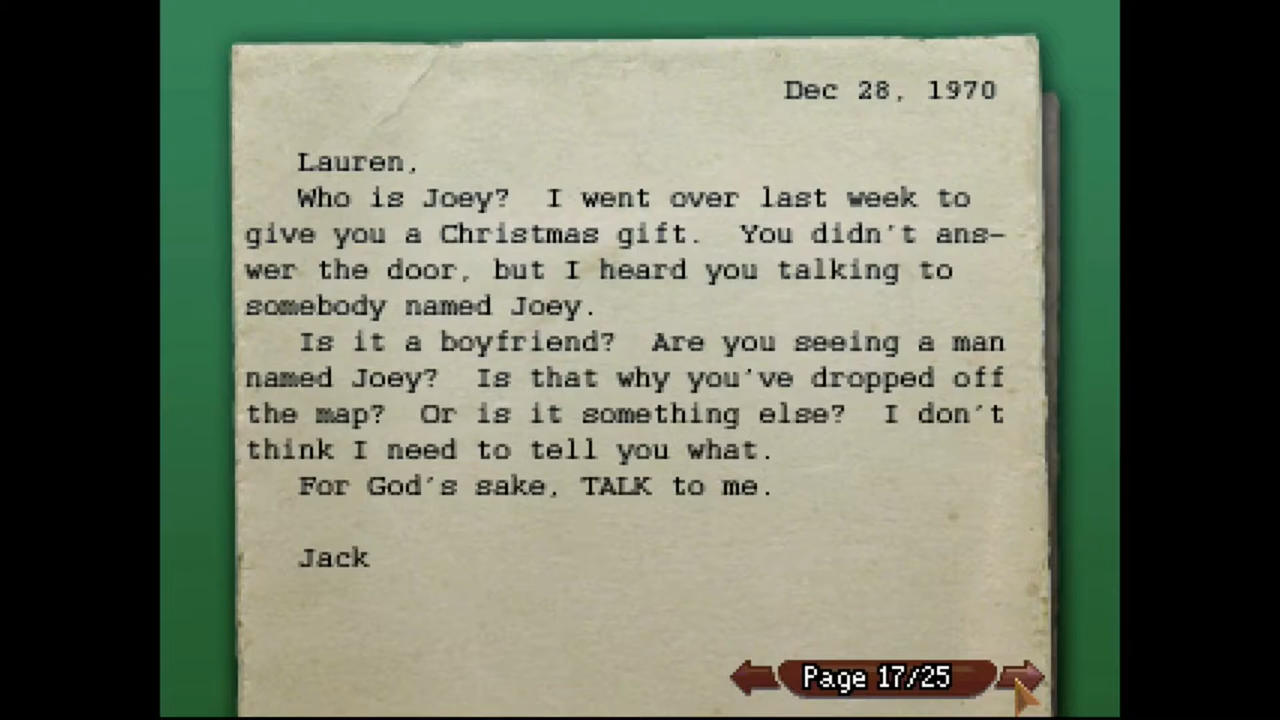 Dec 28, 1970
Lauren,
Who is Joey? I went over last week to
give you a Christmas gift. You didn't ans-
wer the door, but I heard you talking to
somebody named Joey.
Is it a boyfriend? Are you seeing a man
named Joey? Is that why you've dropped off
the map? Or is it something else? I don't
think I need to tell you what.
For God's sake, TALK to me.
Jack
Page 17/25